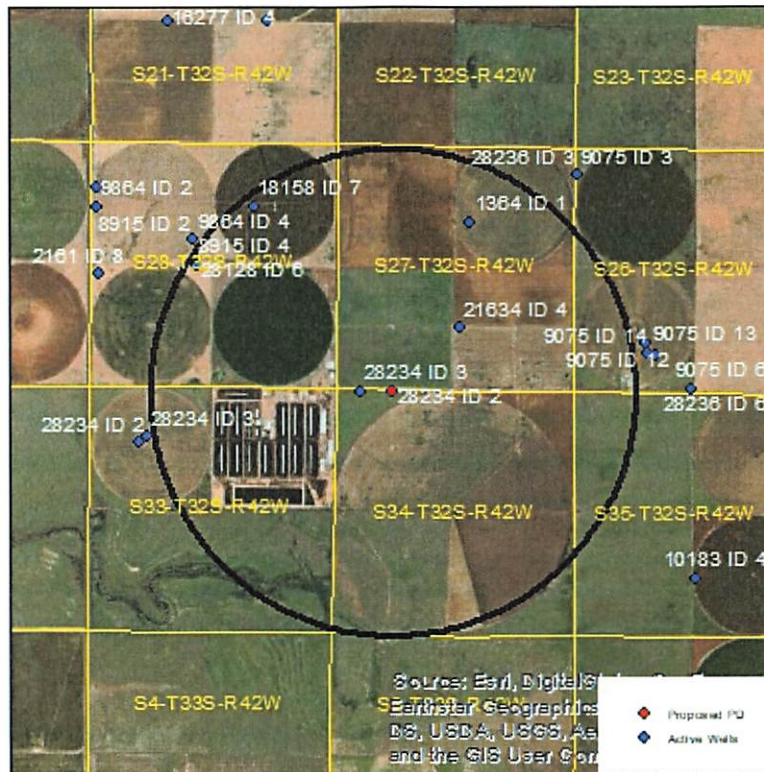 16277 ID 4
S21-T32S-R42W
S22-T32S-R42W
S23-T32S-R42W
28236 ID 3
9075 ID 3
9864 ID 2
18158 ID 7
1364 ID 1
8915 ID 2
9864 ID 4
8915 ID 4
2161 ID 8
S28-T32S-R42W
S27-T32S-R42W
S26-T32S-R42W
28128 ID 6
21634 ID 4
9075 ID 14
9075 ID 13
9075 ID 12
28234 ID 3
9075 ID 6
28234 ID 2
28236 ID 6
28234 ID 2
28234 ID 3
S33-T32S-R42W
S34-T32S-R42W
S35-T32S-R42W
10183 ID 4
S4-T33S-R42W
Source: Esri,
Earthstar Geographics
DS, USDA, USGS,
and the GIS User
Proposed PD
Active Wells